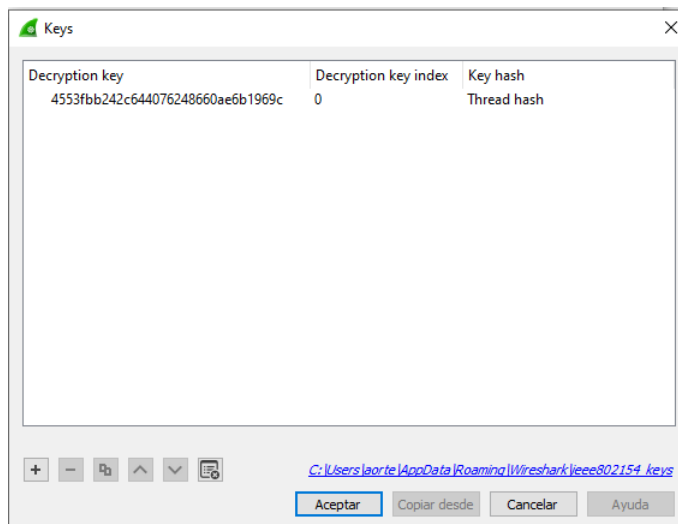 Keys
Decryption key Decryption key index Key hash
4553fbb242c644076248660ae6b1969c 0 Thread hash
C:\Users\aorte\AppData\Roaming\Wireshark\ieee802154_keys
Aceptar Copiar desde Cancelar Ayuda